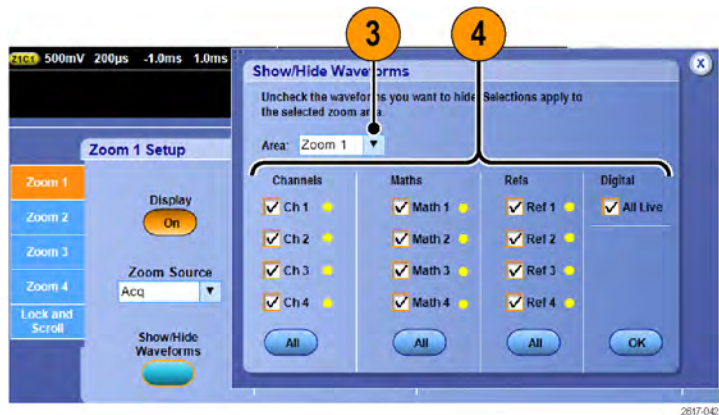 3
4
Z1C1 500mV 200µs -1.0ms 1.0ms
Show/Hide Waveforms
X
Uncheck the waveforms you want to hide. Selections apply to
the selected zoom area.
Area: Zoom 1
Zoom 1 Setup
Zoom 1
Zoom 2
Zoom 3
Zoom 4
Lock and
Scroll
Display
On
Zoom Source
Acq
Show/Hide
Waveforms
Channels Maths Refs Digital
Ch 1 Math 1 Ref 1 All Live
Ch 2 Math 2 Ref 2
Ch 3 Math 3 Ref 3
Ch 4 Math 4 Ref 4
All All All OK
2617-042